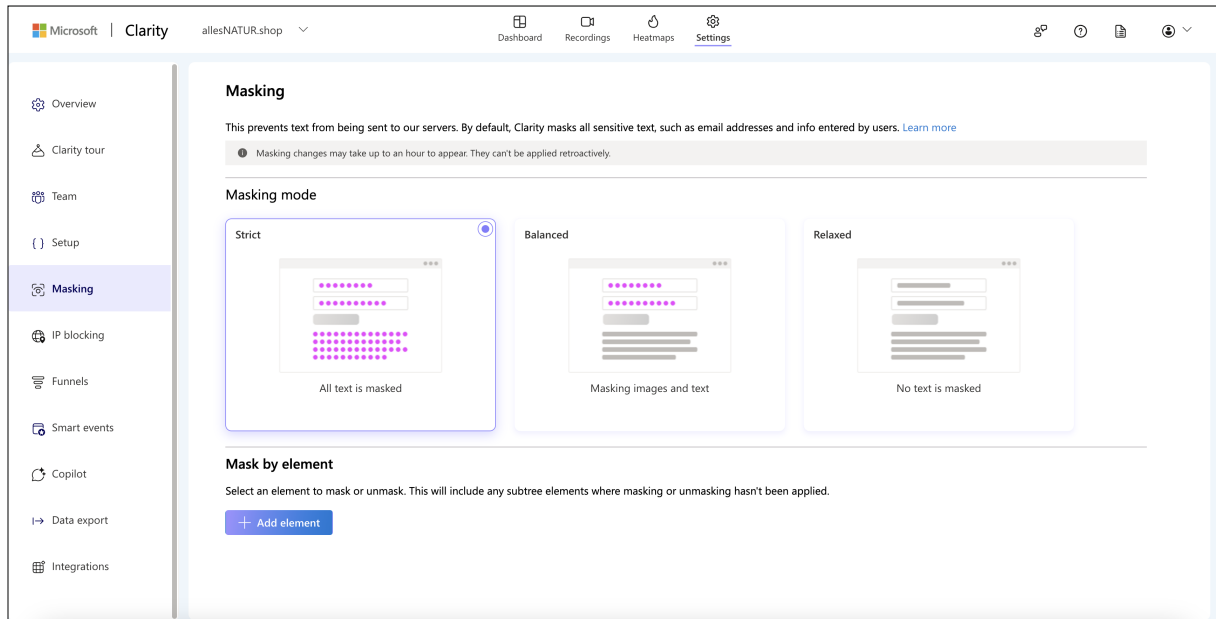 Microsoft | Clarity
allesNATUR.shop
Dashboard
Recordings
Heatmaps
Settings
Overview
Clarity tour
Team
{ } Setup
Masking
IP blocking
Funnels
Smart events
Copilot
Data export
Integrations
Masking
This prevents text from being sent to our servers. By default, Clarity masks all sensitive text, such as email addresses and info entered by users. Learn more
Masking changes may take up to an hour to appear. They can't be applied retroactively.
Masking mode
Strict
All text is masked
Balanced
Masking images and text
Relaxed
No text is masked
Mask by element
Select an element to mask or unmask. This will include any subtree elements where masking or unmasking hasn't been applied.
+ Add element